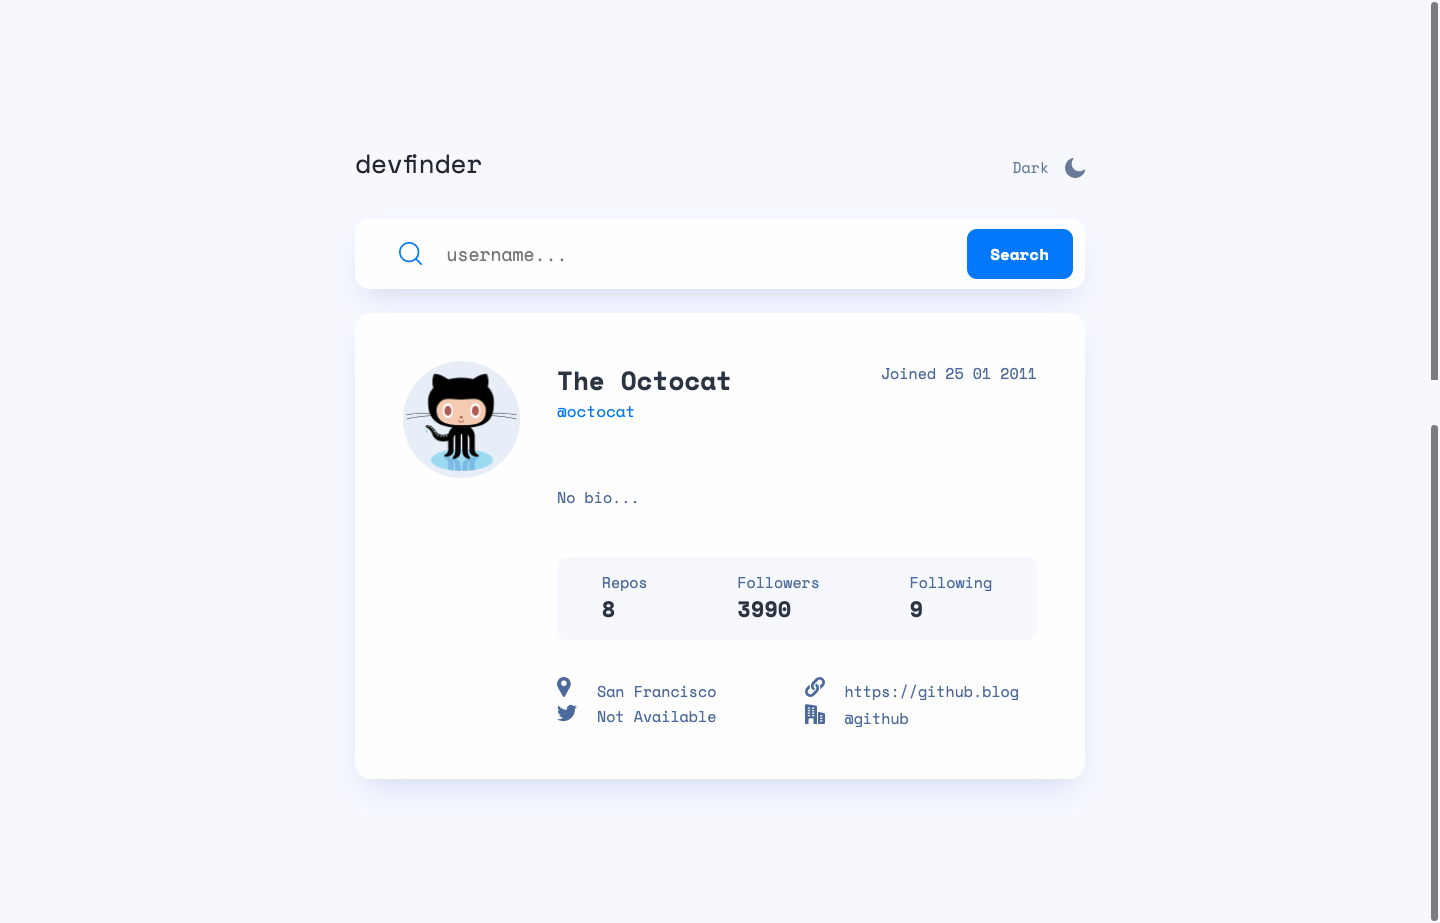 devfinder
Dark
username...
Search
The Octocat
Joined 25 01 2011
@octocat
No bio...
Repos Followers Following
8 3990 9
San Francisco https://github.blog
Not Available @github